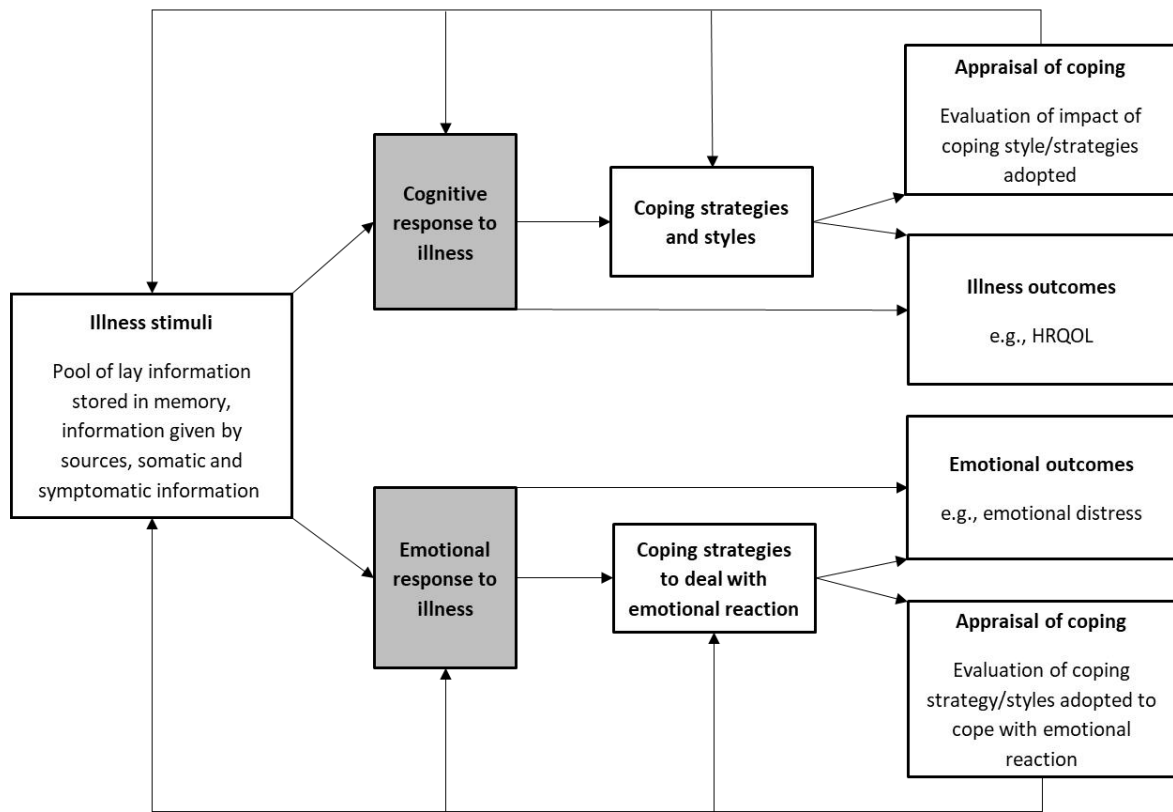 Appraisal of coping
Evaluation of impact of
coping style/strategies
adopted
Cognitive
response to
illness
Coping strategies
and styles
Illness outcomes
e.g., HRQOL
Illness stimuli
Pool of lay information
stored in memory,
information given by
sources, somatic and
symptomatic information
Emotional outcomes
e.g., emotional distress
Emotional
response to
illness
Coping strategies
to deal with
emotional reaction
Appraisal of coping
Evaluation of coping
strategy/styles adopted to
cope with emotional
reaction